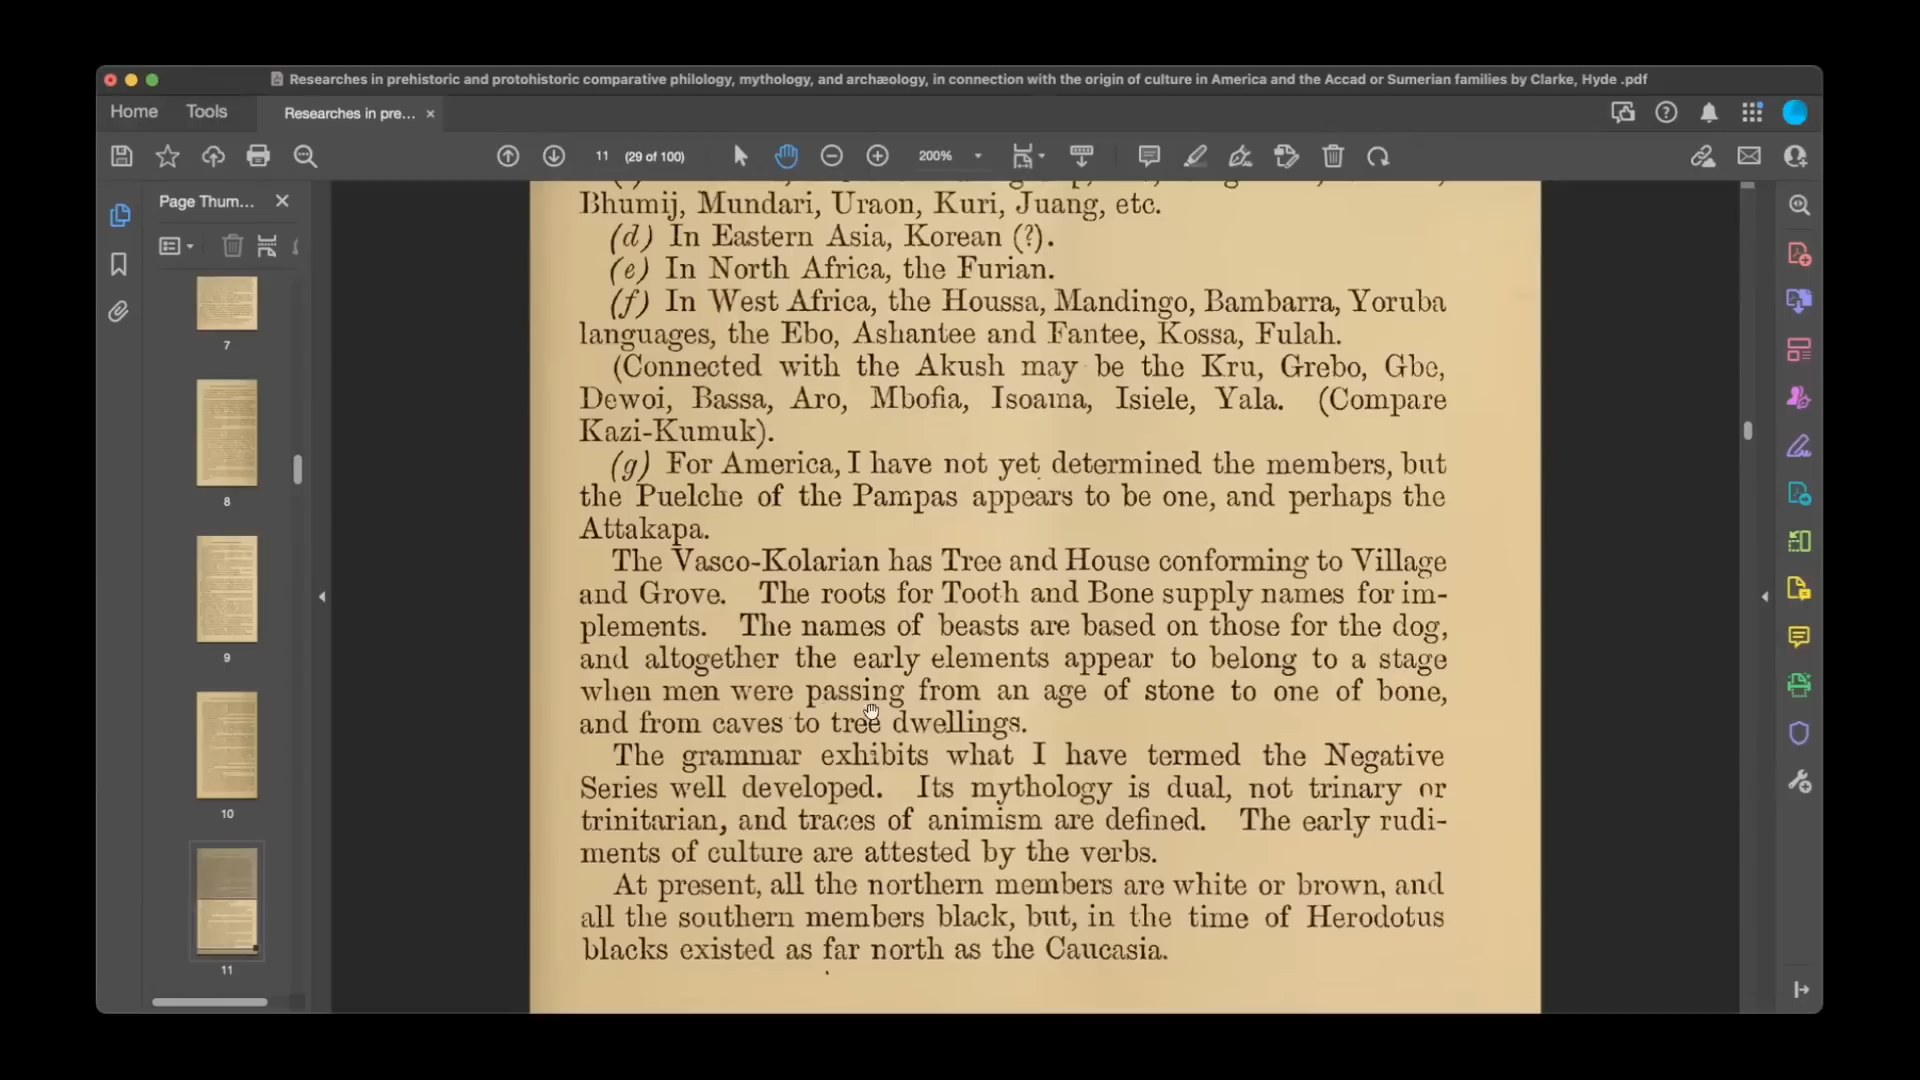 Researches in prehistoric and protohistoric comparative philology, mythology, and archæology, in connection with the origin of culture in America and the Accad or Sumerian families by Clarke, Hyde .pdf
Home Tools Researches in pre... ×
11 (29 of 100) 200%
Page Thum...
7
8
9
10
11
Bhumij, Mundari, Uraon, Kuri, Juang, etc.
(d) In Eastern Asia, Korean (?).
(e) In North Africa, the Furian.
(f) In West Africa, the Houssa, Mandingo, Bambarra, Yoruba
languages, the Ebo, Ashantee and Fantee, Kossa, Fulah.
(Connected with the Akush may be the Kru, Grebo, Gbe,
Dewoi, Bassa, Aro, Mbofia, Isoama, Isiele, Yala. (Compare
Kazi-Kumuk).
(g) For America, I have not yet determined the members, but
the Puelche of the Pampas appears to be one, and perhaps the
Attakapa.
The Vasco-Kolarian has Tree and House conforming to Village
and Grove. The roots for Tooth and Bone supply names for im-
plements. The names of beasts are based on those for the dog,
and altogether the early elements appear to belong to a stage
when men were passing from an age of stone to one of bone,
and from caves to tree dwellings.
The grammar exhibits what I have termed the Negative
Series well developed. Its mythology is dual, not trinary or
trinitarian, and traces of animism are defined. The early rudi-
ments of culture are attested by the verbs.
At present, all the northern members are white or brown, and
all the southern members black, but, in the time of Herodotus
blacks existed as far north as the Caucasia.